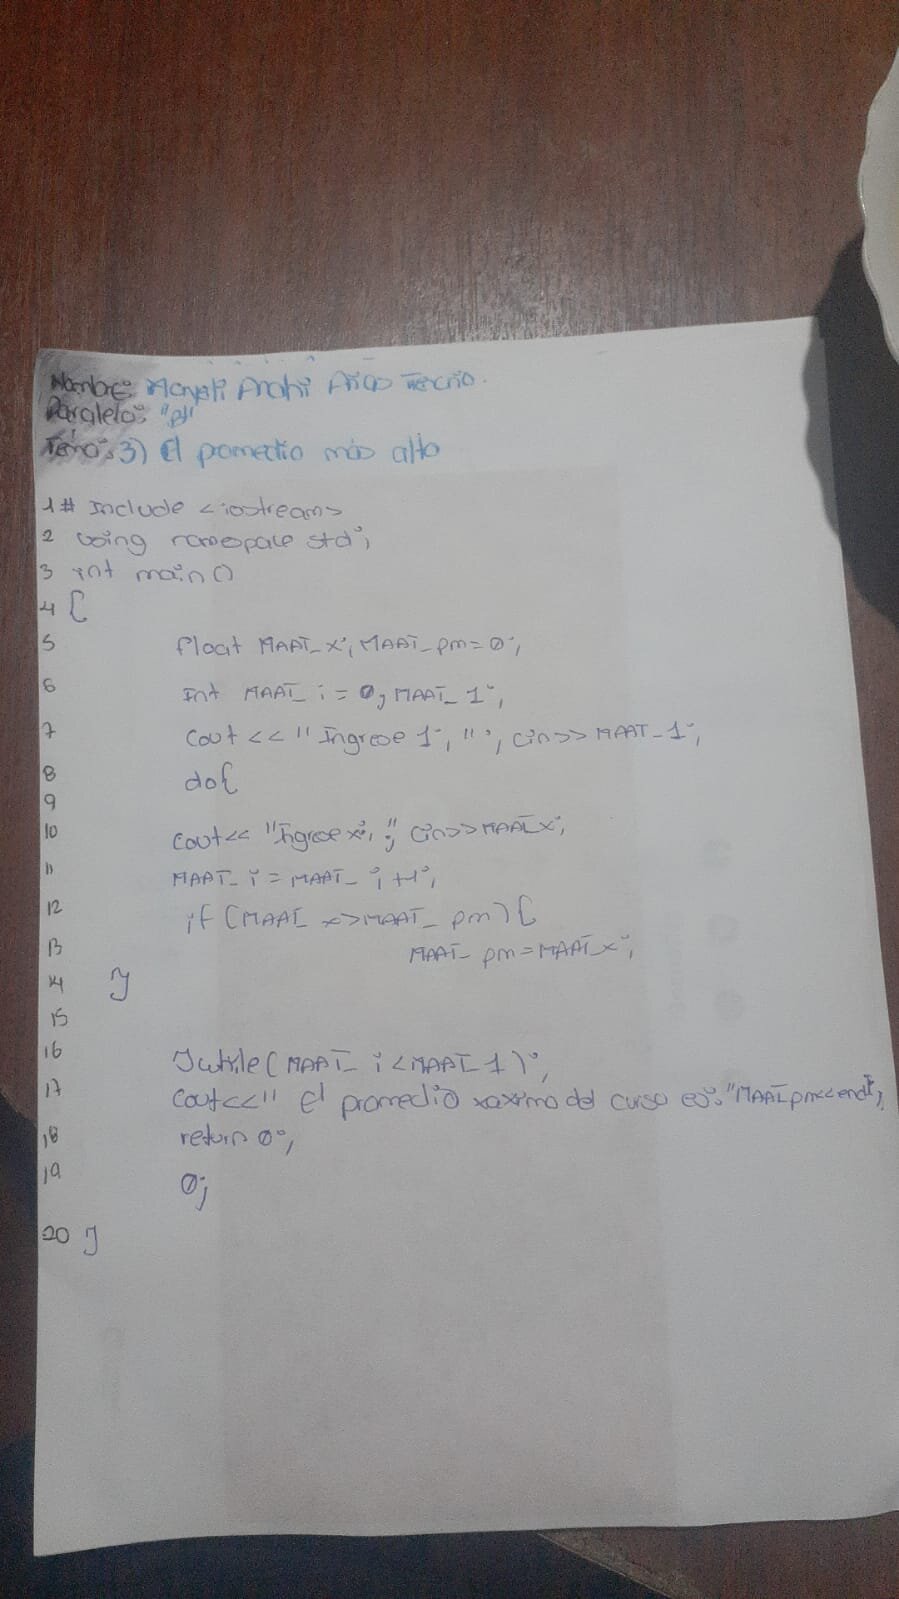 Nombre: Maryeli Anahi Arias
Paralelo: "A"
Tema: 3) El promedio más alto
1 # Include <iostream>
2 using namespace std;
3 int main()
4 {
5 float MAAT_x; MAAT_pm=0;
6 Int MAAT_i=0; MAAT_1;
7 Cout<<"Ingrese 1; "; cin>>MAAT_1;
8 do{
9
10 cout<<"Ingrese x; "; cin>>MAAT_x;
11 MAAT_i=MAAT_i+1;
12 if (MAAT_x>MAAT_pm){
13 MAAT_pm=MAAT_x;
14 }
15
16 }while(MAAT_i<MAAT_1);
17 Cout<<" El promedio del curso es: "MAAT_pm<<endl;
18 return 0;
19 0;
20 }